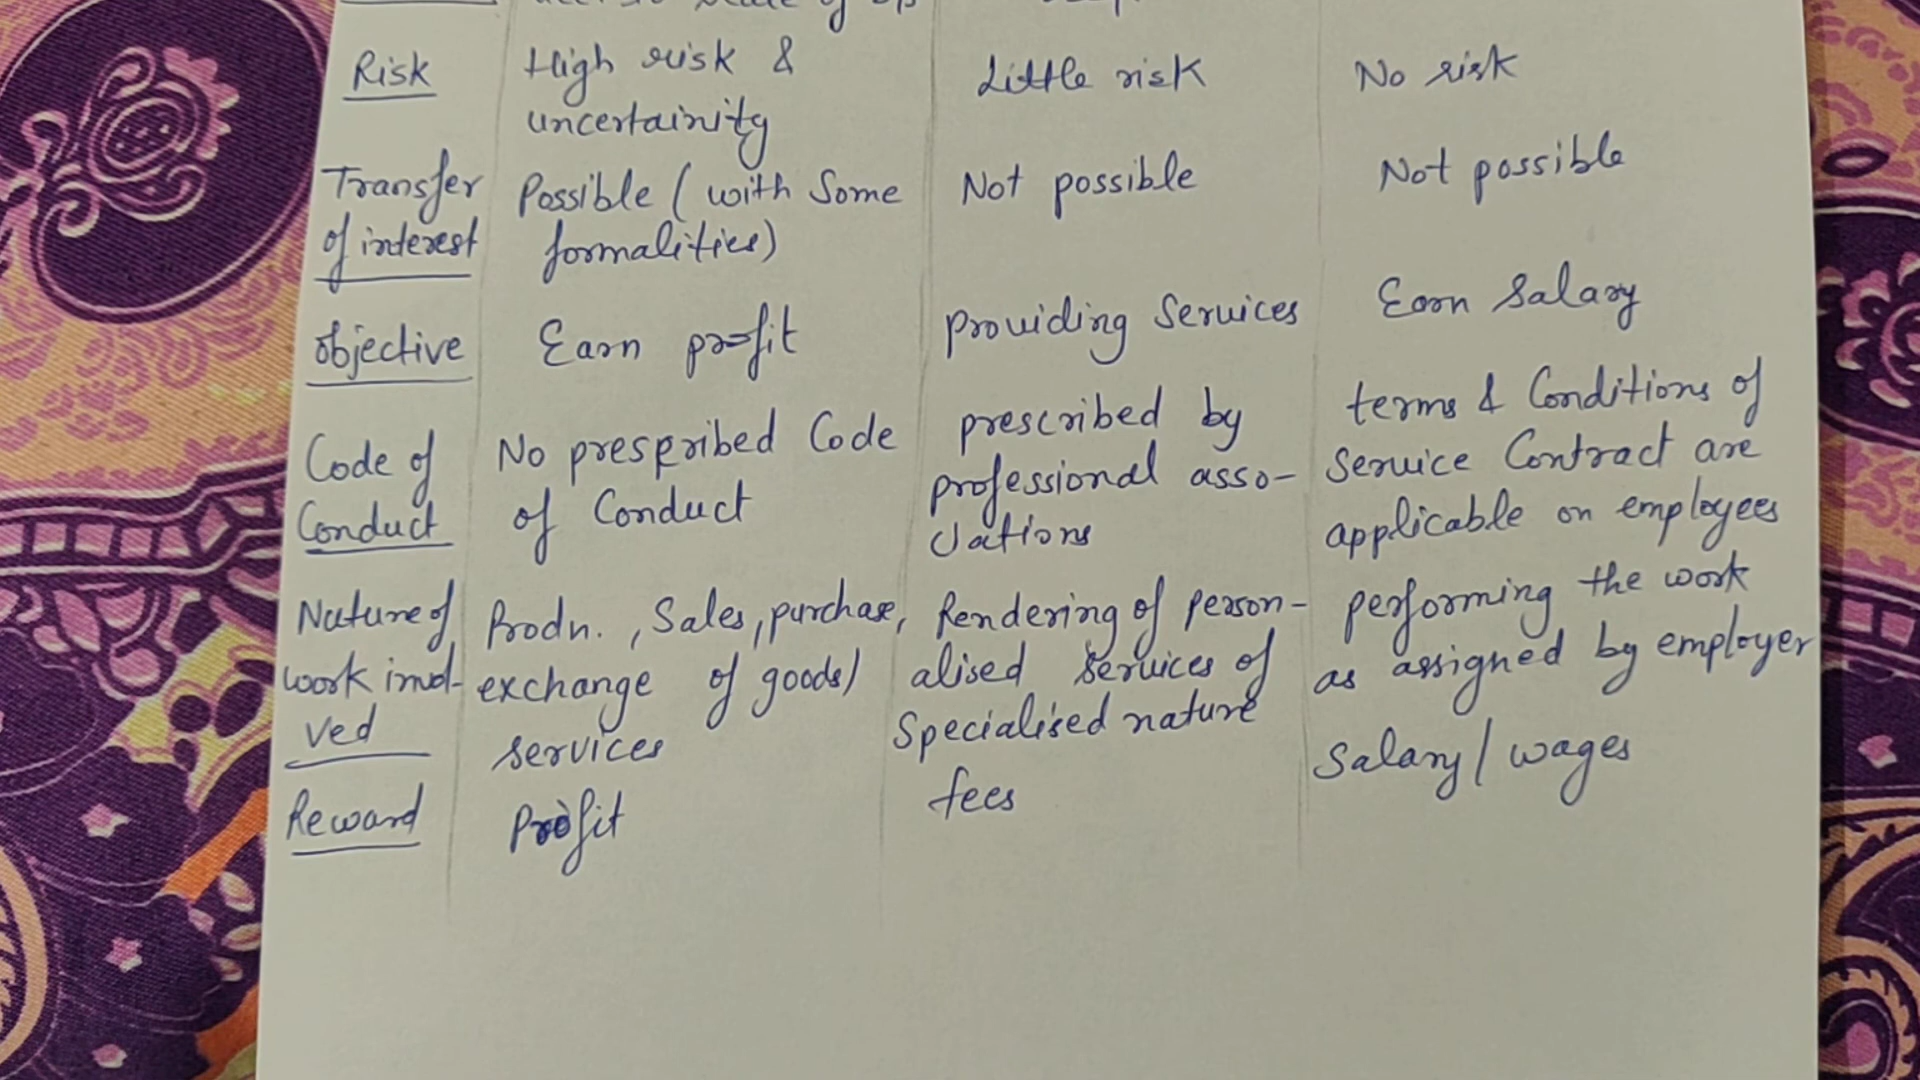 Risk
High risk &
uncertainity
Little risk
No risk
Transfer
of interest
Possible (with Some
formalities)
Not possible
Not possible
Objective
Earn profit
providing Services
Earn Salary
Code of
Conduct
No prescribed Code
of Conduct
prescribed by
professional asso-
ciations
terms & Conditions of
Service Contract are
applicable on employees
Nature of
work invol-
ved
Prodn., Sales, purchase,
exchange of goods/
services
Rendering of person-
alised services of
Specialised nature
performing the work
as assigned by employer
Reward
Profit
fees
Salary/wages